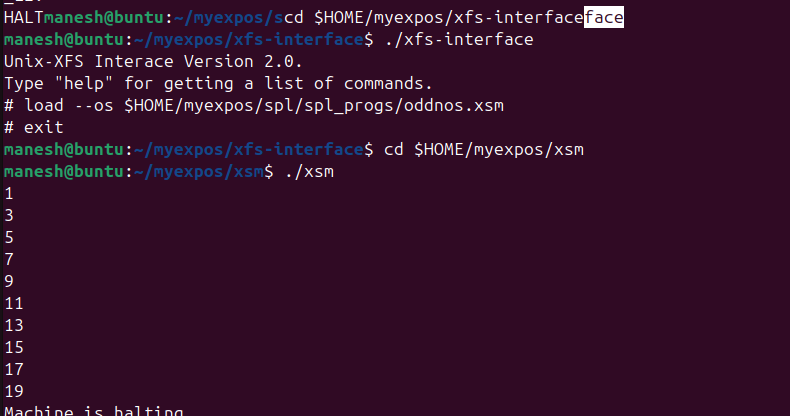 HALTmanesh@buntu:~/myexpos/scd $HOME/myexpos/xfs-interfaceface
manesh@buntu:~/myexpos/xfs-interface$ ./xfs-interface
Unix-XFS Interace Version 2.0.
Type "help" for getting a list of commands.
# load --os $HOME/myexpos/spl/spl_progs/oddnos.xsm
# exit
manesh@buntu:~/myexpos/xfs-interface$ cd $HOME/myexpos/xsm
manesh@buntu:~/myexpos/xsm$ ./xsm
1
3
5
7
9
11
13
15
17
19
Machine is halting